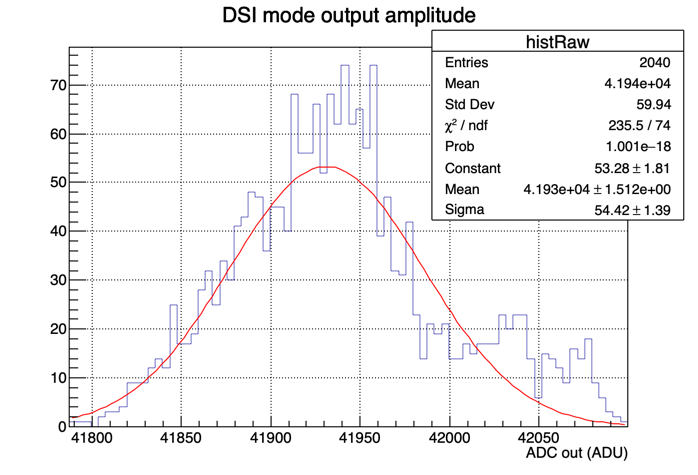 DSI mode output amplitude
histRaw
Entries 2040
Mean 4.194e+04
Std Dev 59.94
χ² / ndf 235.5 / 74
Prob 1.001e−18
Constant 53.28 ± 1.81
Mean 4.193e+04 ± 1.512e+00
Sigma 54.42 ± 1.39
70
60
50
40
30
20
10
0
41800 41850 41900 41950 42000 42050
ADC out (ADU)